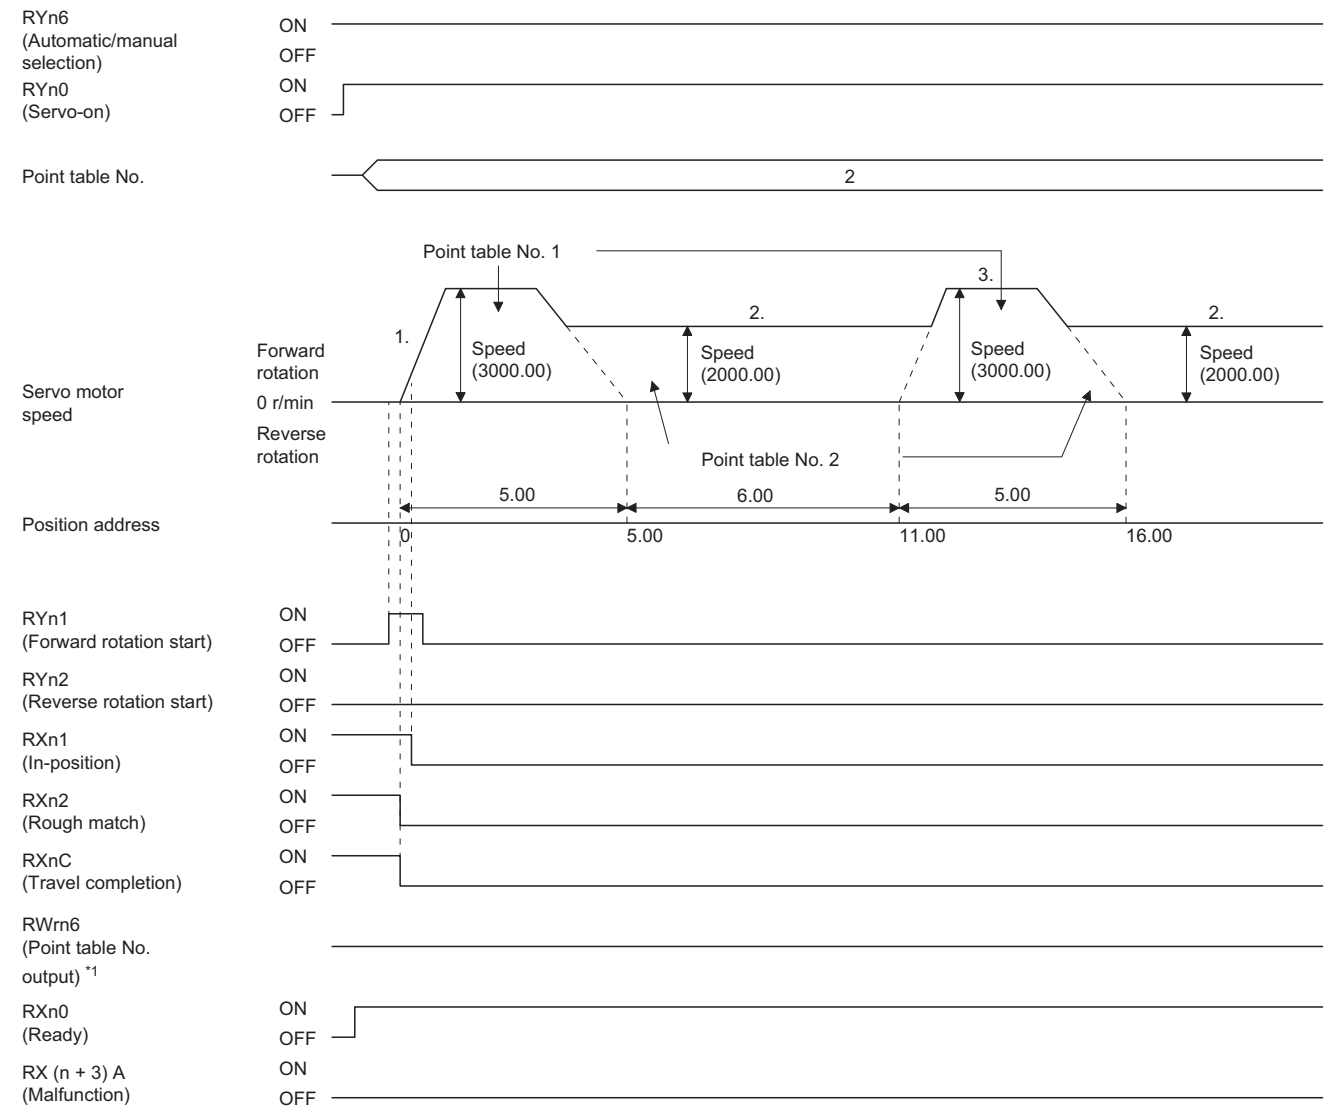 RYn6
(Automatic/manual
selection)
ON
OFF
RYn0
(Servo-on)
ON
OFF
Point table No.
2
Point table No. 1
1.
2.
3.
2.
Speed
(3000.00)
Speed
(2000.00)
Speed
(3000.00)
Speed
(2000.00)
Servo motor
speed
Forward
rotation
0 r/min
Reverse
rotation
Point table No. 2
5.00
6.00
5.00
Position address
0
5.00
11.00
16.00
RYn1
(Forward rotation start)
ON
OFF
RYn2
(Reverse rotation start)
ON
OFF
RXn1
(In-position)
ON
OFF
RXn2
(Rough match)
ON
OFF
RXnC
(Travel completion)
ON
OFF
RWrn6
(Point table No.
output) *1
RXn0
(Ready)
ON
OFF
RX (n + 3) A
(Malfunction)
ON
OFF